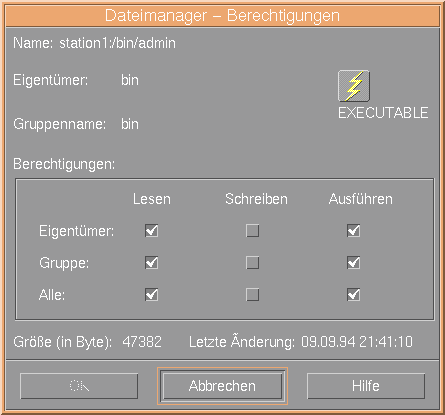 Dateimanager – Berechtigungen
Name: station1:/bin/admin
Eigentümer: bin
EXECUTABLE
Gruppenname: bin
Berechtigungen:
Lesen Schreiben Ausführen
Eigentümer:
Gruppe:
Alle:
Größe (in Byte): 47382 Letzte Ãnderung: 09.09.94 21:41:10
OK Abbrechen Hilfe